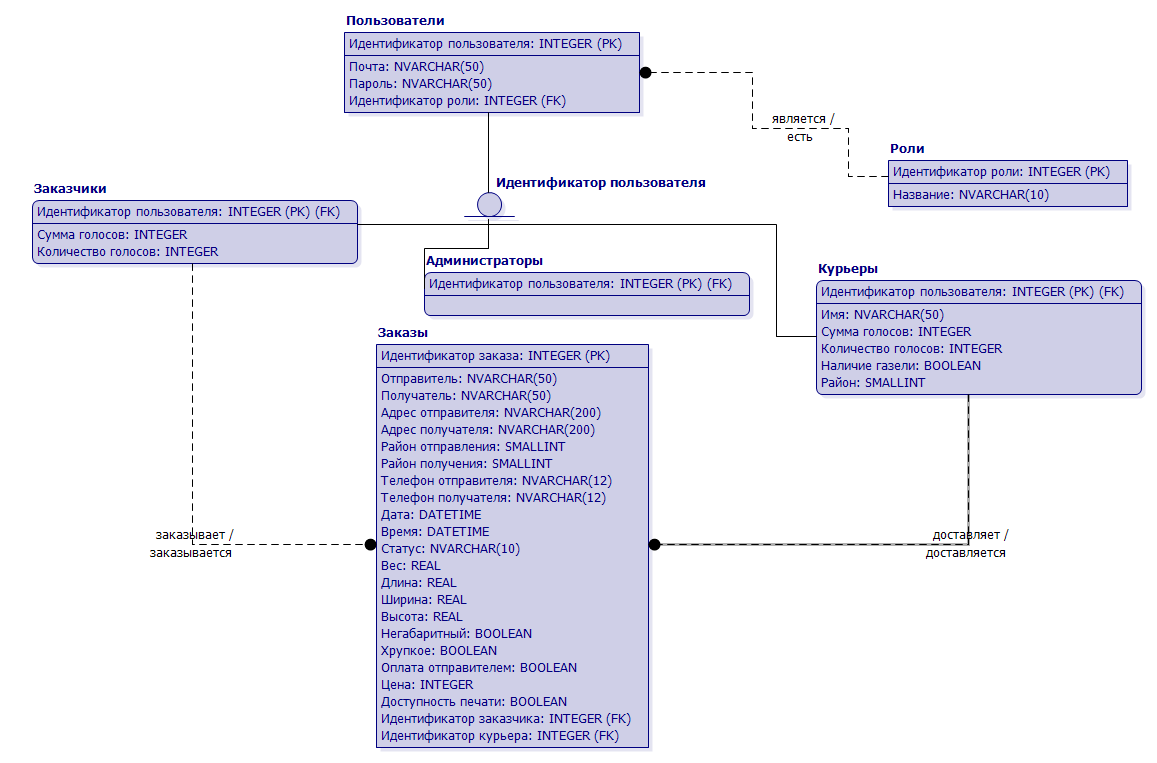 Пользователи
Идентификатор пользователя: INTEGER (PK)
Почта: NVARCHAR(50)
Пароль: NVARCHAR(50)
Идентификатор роли: INTEGER (FK)
является /
есть
Роли
Идентификатор роли: INTEGER (PK)
Название: NVARCHAR(10)
Идентификатор пользователя
Заказчики
Идентификатор пользователя: INTEGER (PK) (FK)
Сумма голосов: INTEGER
Количество голосов: INTEGER
Администраторы
Идентификатор пользователя: INTEGER (PK) (FK)
Курьеры
Идентификатор пользователя: INTEGER (PK) (FK)
Имя: NVARCHAR(50)
Сумма голосов: INTEGER
Количество голосов: INTEGER
Наличие газели: BOOLEAN
Район: SMALLINT
Заказы
Идентификатор заказа: INTEGER (PK)
Отправитель: NVARCHAR(50)
Получатель: NVARCHAR(50)
Адрес отправителя: NVARCHAR(200)
Адрес получателя: NVARCHAR(200)
Район отправления: SMALLINT
Район получения: SMALLINT
Телефон отправителя: NVARCHAR(12)
Телефон получателя: NVARCHAR(12)
Дата: DATETIME
Время: DATETIME
Статус: NVARCHAR(10)
Вес: REAL
Длина: REAL
Ширина: REAL
Высота: REAL
Негабаритный: BOOLEAN
Хрупкое: BOOLEAN
Оплата отправителем: BOOLEAN
Цена: INTEGER
Доступность печати: BOOLEAN
Идентификатор заказчика: INTEGER (FK)
Идентификатор курьера: INTEGER (FK)
заказывает /
заказывается
доставляет /
доставляется